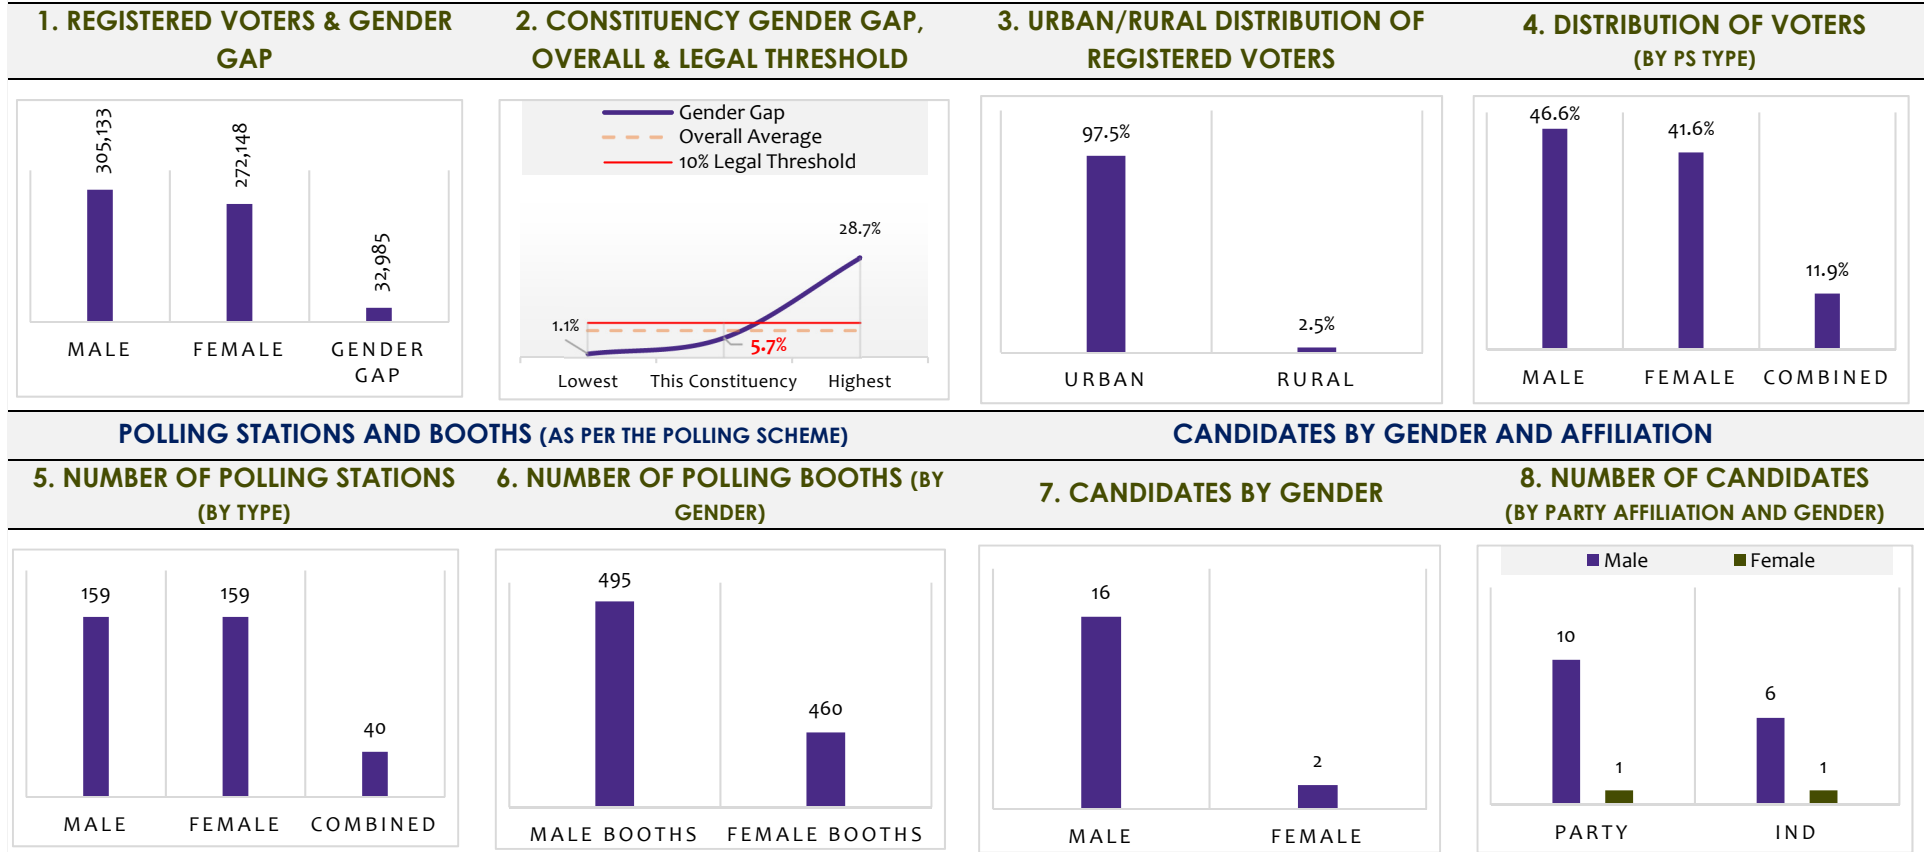 1. REGISTERED VOTERS & GENDER
GAP
2. CONSTITUENCY GENDER GAP,
OVERALL & LEGAL THRESHOLD
3. URBAN/RURAL DISTRIBUTION OF
REGISTERED VOTERS
4. DISTRIBUTION OF VOTERS
(BY PS TYPE)
305,133
272,148
32,985
MALE
FEMALE
GENDER
GAP
Gender Gap
Overall Average
10% Legal Threshold
1.1%
5.7%
28.7%
Lowest
This Constituency
Highest
97.5%
2.5%
URBAN
RURAL
46.6%
41.6%
11.9%
MALE
FEMALE
COMBINED
POLLING STATIONS AND BOOTHS (AS PER THE POLLING SCHEME)
CANDIDATES BY GENDER AND AFFILIATION
5. NUMBER OF POLLING STATIONS
(BY TYPE)
6. NUMBER OF POLLING BOOTHS (BY
GENDER)
7. CANDIDATES BY GENDER
8. NUMBER OF CANDIDATES
(BY PARTY AFFILIATION AND GENDER)
159
159
40
MALE
FEMALE
COMBINED
495
460
MALE BOOTHS
FEMALE BOOTHS
16
2
MALE
FEMALE
Male
Female
10
1
6
1
PARTY
IND